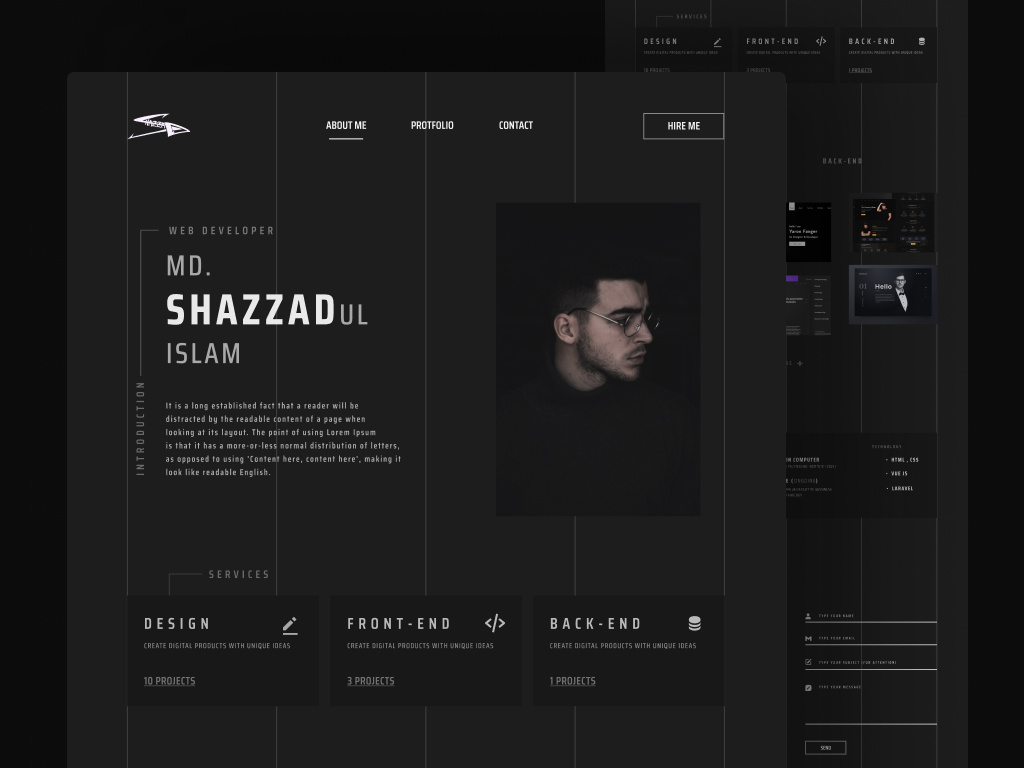 SERVICES
DESIGN
FRONT-END
BACK-END
CREATE DIGITAL PRODUCTS WITH UNIQUE IDEAS
CREATE DIGITAL PRODUCTS WITH UNIQUE IDEAS
CREATE DIGITAL PRODUCTS WITH UNIQUE IDEAS
10 PROJECTS
3 PROJECTS
1 PROJECTS
ABOUT ME
PROTFOLIO
CONTACT
HIRE ME
WEB DEVELOPER
MD.
SHAZZADUL
ISLAM
INTRODUCTION
It is a long established fact that a reader will be
distracted by the readable content of a page when
looking at its layout. The point of using Lorem Ipsum
is that it has a more-or-less normal distribution of letters,
as opposed to using 'Content here, content here', making it
look like readable English.
SERVICES
DESIGN
CREATE DIGITAL PRODUCTS WITH UNIQUE IDEAS
10 PROJECTS
FRONT-END
CREATE DIGITAL PRODUCTS WITH UNIQUE IDEAS
3 PROJECTS
BACK-END
CREATE DIGITAL PRODUCTS WITH UNIQUE IDEAS
1 PROJECTS
BACK-END
Yaron Fanger
01
Hello
TECHNOLOGY
COMPUTER
• HTML , CSS
• VUE JS
• LARAVEL
TYPE YOUR NAME
TYPE YOUR EMAIL
TYPE YOUR SUBJECT (FOR ATTENTION)
TYPE YOUR MESSAGE
SEND